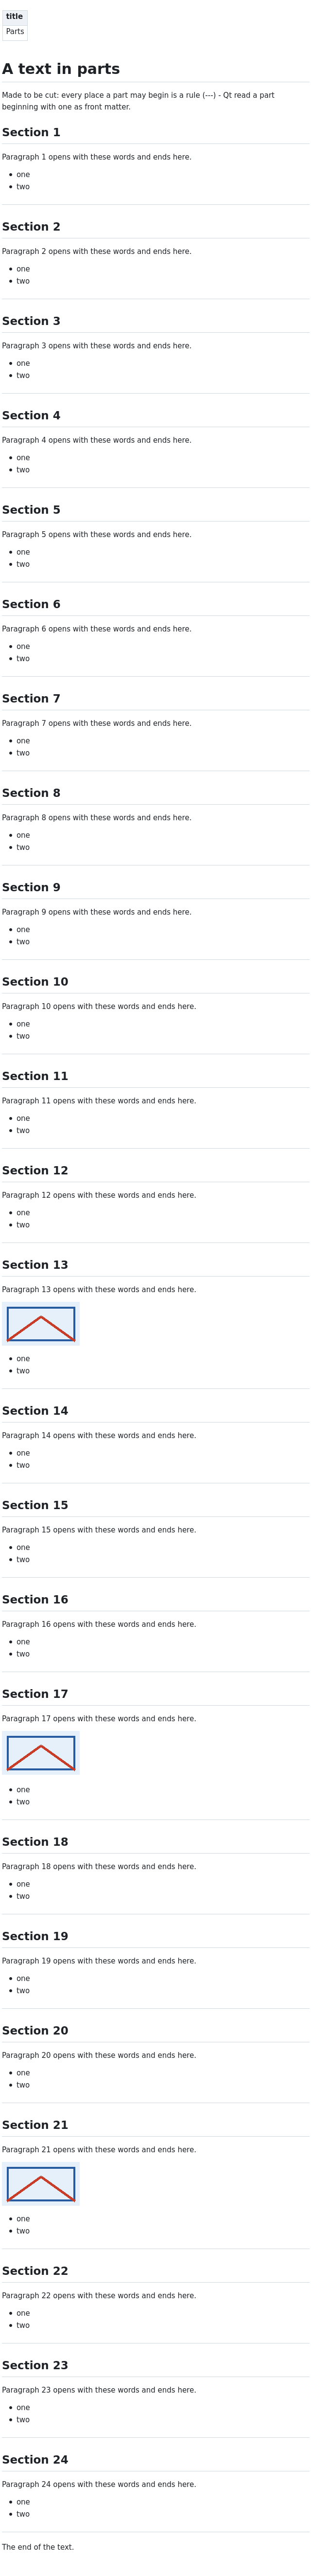 title
Parts
A text in parts
Made to be cut: every place a part may begin is a rule (---) - Qt read a part
beginning with one as front matter.
Section 1
Paragraph 1 opens with these words and ends here.
one
two
Section 2
Paragraph 2 opens with these words and ends here.
one
two
Section 3
Paragraph 3 opens with these words and ends here.
one
two
Section 4
Paragraph 4 opens with these words and ends here.
one
two
Section 5
Paragraph 5 opens with these words and ends here.
one
two
Section 6
Paragraph 6 opens with these words and ends here.
one
two
Section 7
Paragraph 7 opens with these words and ends here.
one
two
Section 8
Paragraph 8 opens with these words and ends here.
one
two
Section 9
Paragraph 9 opens with these words and ends here.
one
two
Section 10
Paragraph 10 opens with these words and ends here.
one
two
Section 11
Paragraph 11 opens with these words and ends here.
one
two
Section 12
Paragraph 12 opens with these words and ends here.
one
two
Section 13
Paragraph 13 opens with these words and ends here.
one
two
Section 14
Paragraph 14 opens with these words and ends here.
one
two
Section 15
Paragraph 15 opens with these words and ends here.
one
two
Section 16
Paragraph 16 opens with these words and ends here.
one
two
Section 17
Paragraph 17 opens with these words and ends here.
one
two
Section 18
Paragraph 18 opens with these words and ends here.
one
two
Section 19
Paragraph 19 opens with these words and ends here.
one
two
Section 20
Paragraph 20 opens with these words and ends here.
one
two
Section 21
Paragraph 21 opens with these words and ends here.
one
two
Section 22
Paragraph 22 opens with these words and ends here.
one
two
Section 23
Paragraph 23 opens with these words and ends here.
one
two
Section 24
Paragraph 24 opens with these words and ends here.
one
two
The end of the text.